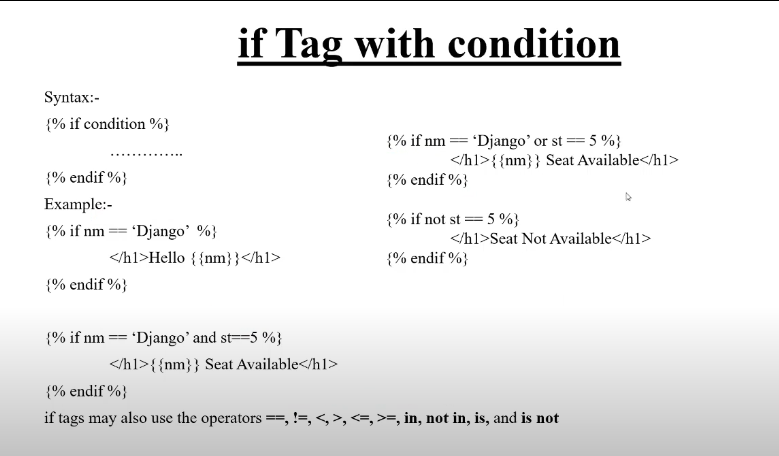 if Tag with condition
Syntax:-
{% if condition %}
…………..
{% endif %}
Example:-
{% if nm == ‘Django’ %}
</h1>Hello {{nm}}</h1>
{% endif %}
{% if nm == ‘Django’ and st==5 %}
</h1>{{nm}} Seat Available</h1>
{% endif %}
{% if nm == ‘Django’ or st == 5 %}
</h1>{{nm}} Seat Available</h1>
{% endif %}
{% if not st == 5 %}
</h1>Seat Not Available</h1>
{% endif %}
if tags may also use the operators ==, !=, <, >, <=, >=, in, not in, is, and is not